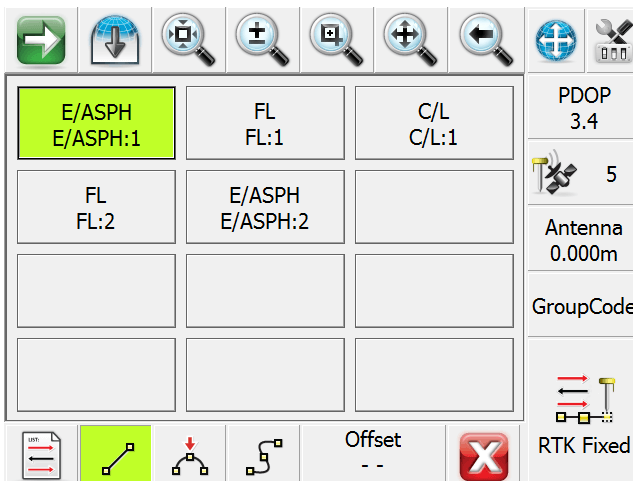 E/ASPH
E/ASPH:1
FL
FL:1
C/L
C/L:1
FL
FL:2
E/ASPH
E/ASPH:2
PDOP
3.4
5
Antenna
0.000m
GroupCode
RTK Fixed
LIST:
Offset
- -